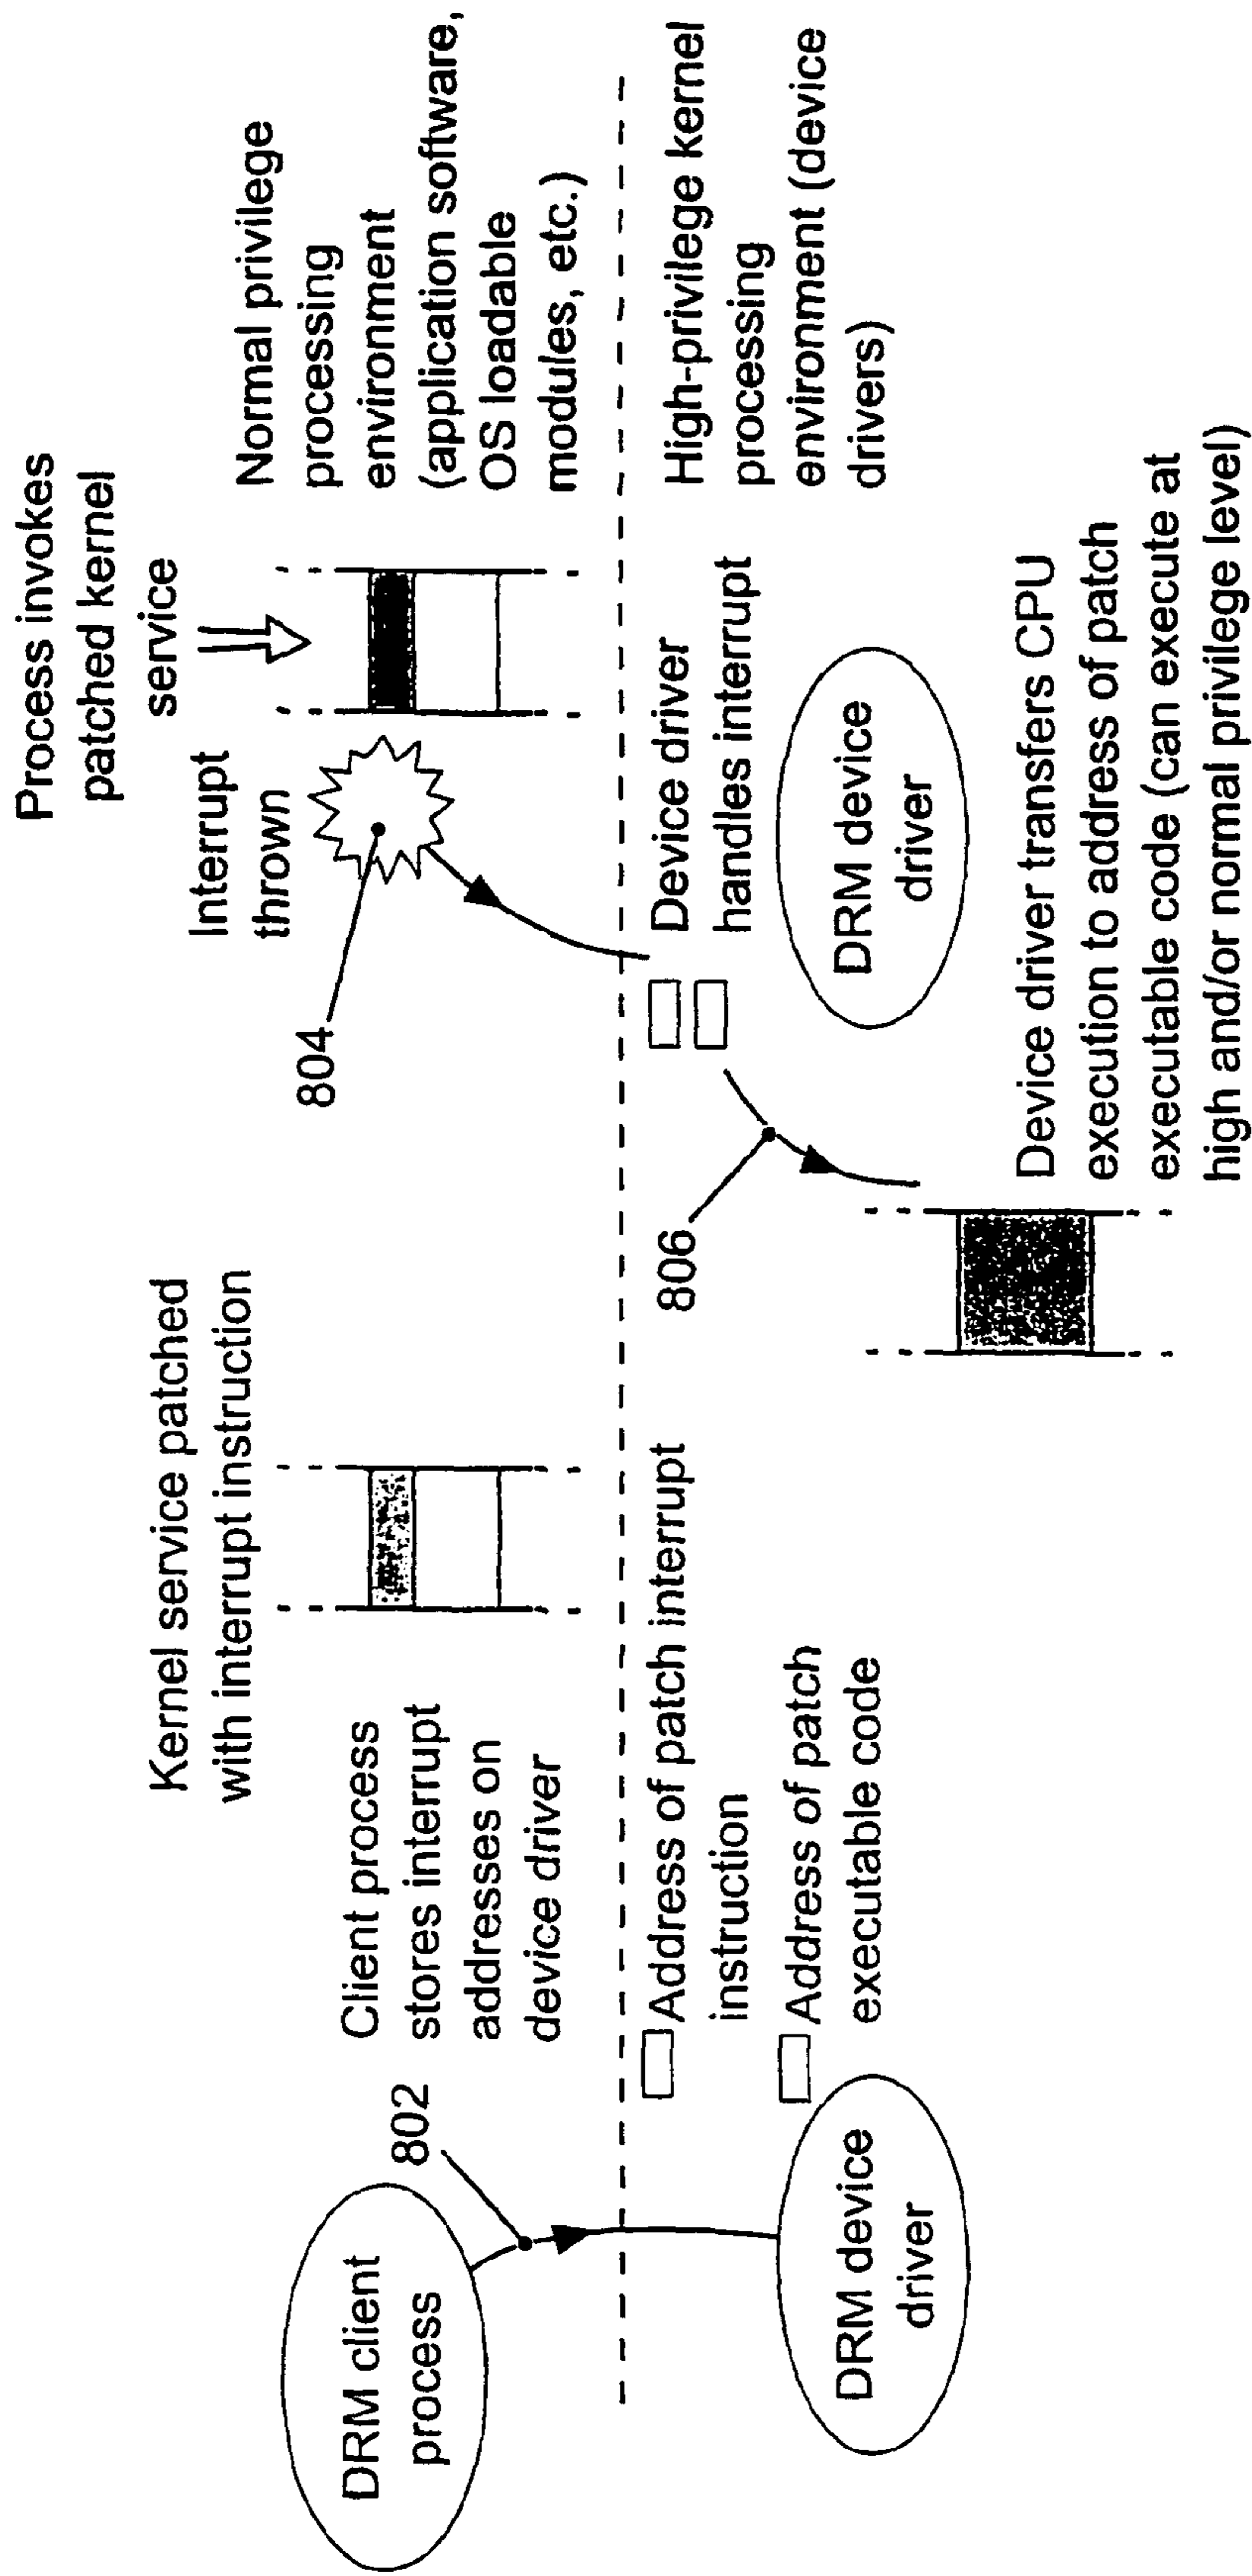 DRM client
process
802
Client process
stores interrupt
addresses on
device driver
Kernel service patched
with interrupt instruction
804
Interrupt
thrown
Process invokes
patched kernel
service
Normal privilege
processing
environment
(application software,
OS loadable
modules, etc.)
DRM device
driver
Address of patch interrupt
instruction
Address of patch
executable code
806
Device driver
handles interrupt
DRM device
driver
Device driver transfers CPU
execution to address of patch
executable code (can execute at
high and/or normal privilege level)
High-privilege kernel
processing
environment (device
drivers)